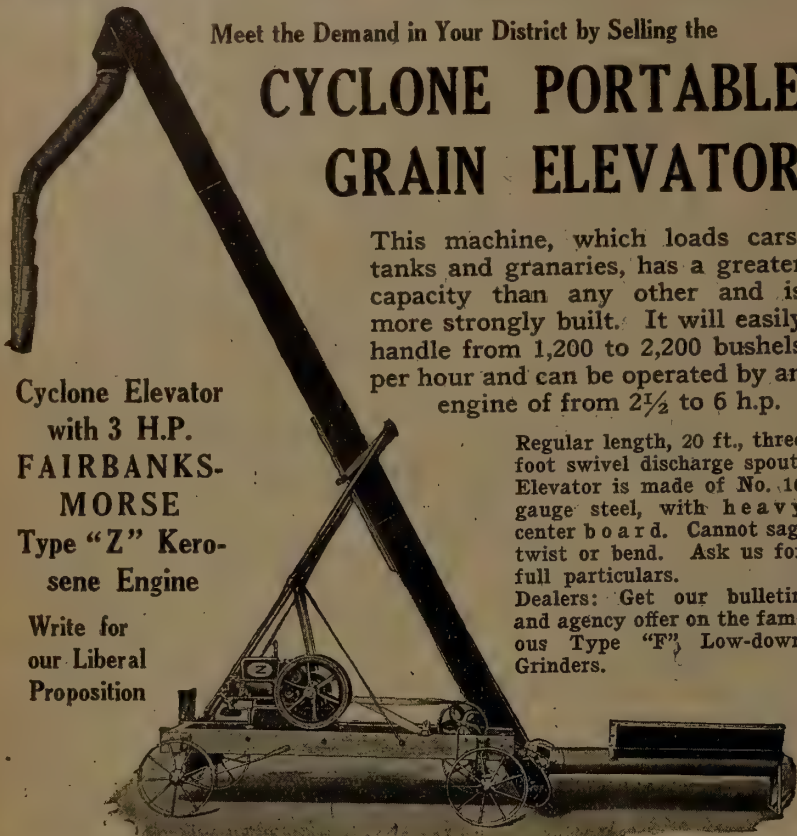 Meet the Demand in Your District by Selling the
CYCLONE PORTABLE
GRAIN ELEVATOR
This machine, which loads cars
tanks and granaries, has a greater
capacity than any other and is
more strongly built. It will easily
handle from 1,200 to 2,200 bushels
per hour and can be operated by an
engine of from 2½ to 6 h.p.
Cyclone Elevator
with 3 H.P.
FAIRBANKS-
MORSE
Type "Z" Kero-
sene Engine
Write for
our Liberal
Proposition
Regular length, 20 ft., three
foot swivel discharge spout.
Elevator is made of No. 16
gauge steel, with heavy
center board. Cannot sag
twist or bend. Ask us for
full particulars.
Dealers: Get our bulletin
and agency offer on the fam-
ous Type "F" Low-down
Grinders.
Z